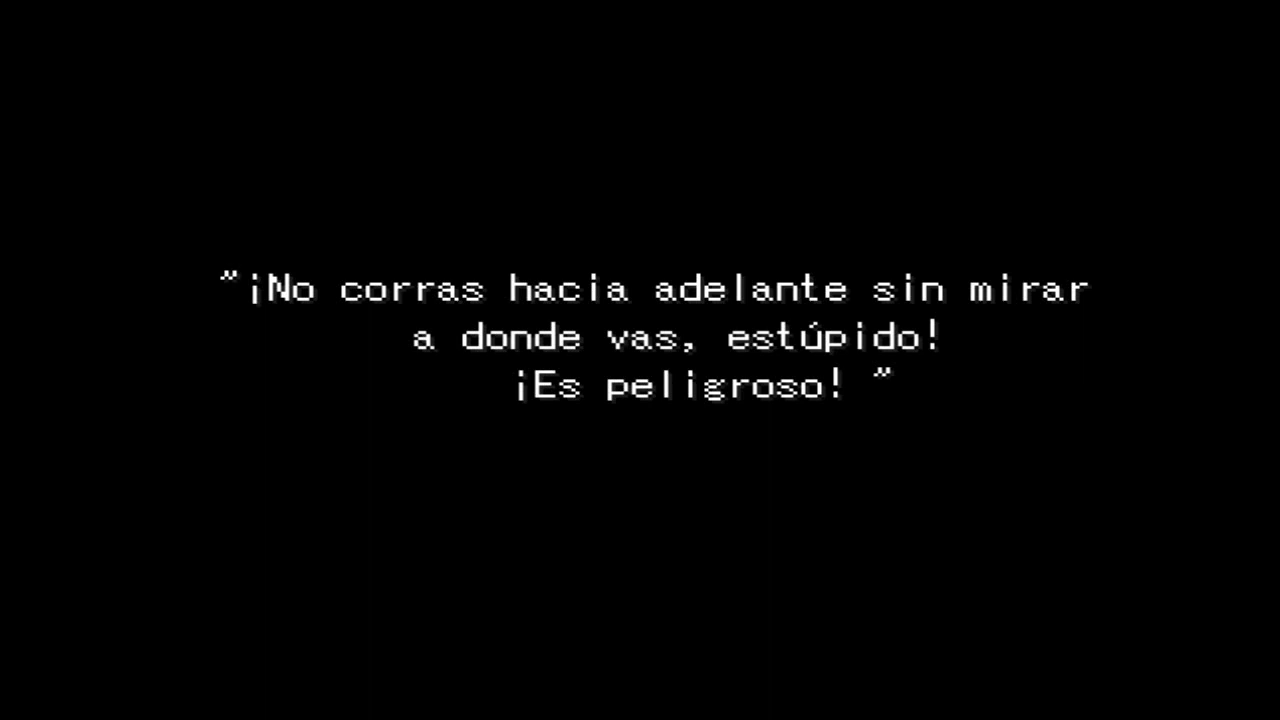 "¡No corras hacia adelante sin mirar
a donde vas, estúpido!
¡Es peligroso! "